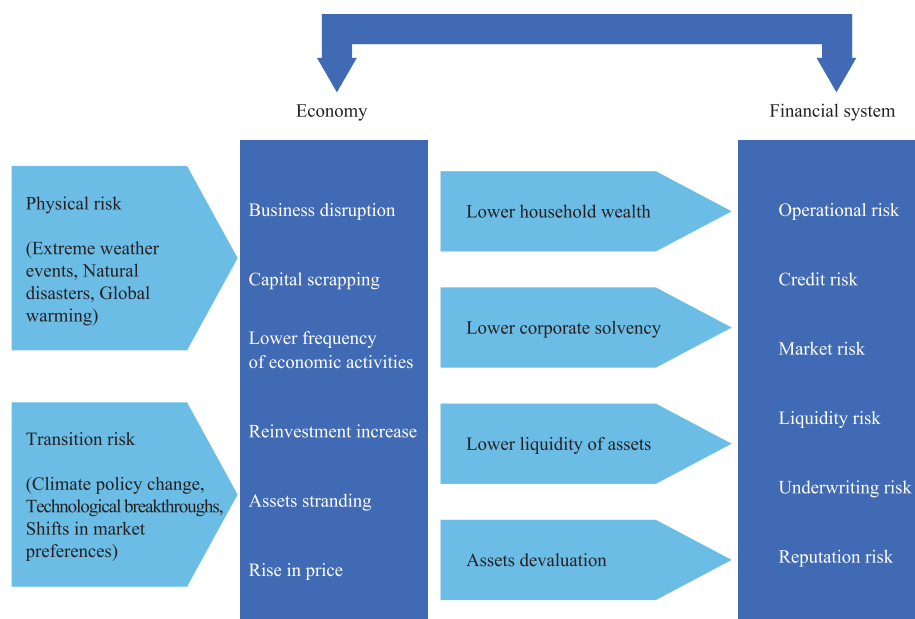 Economy
Financial system
Physical risk
(Extreme weather
events, Natural
disasters, Global
warming)
Transition risk
(Climate policy change,
Technological breakthroughs,
Shifts in market
preferences)
Business disruption
Capital scrapping
Lower frequency
of economic activities
Reinvestment increase
Assets stranding
Rise in price
Lower household wealth
Lower corporate solvency
Lower liquidity of assets
Assets devaluation
Operational risk
Credit risk
Market risk
Liquidity risk
Underwriting risk
Reputation risk